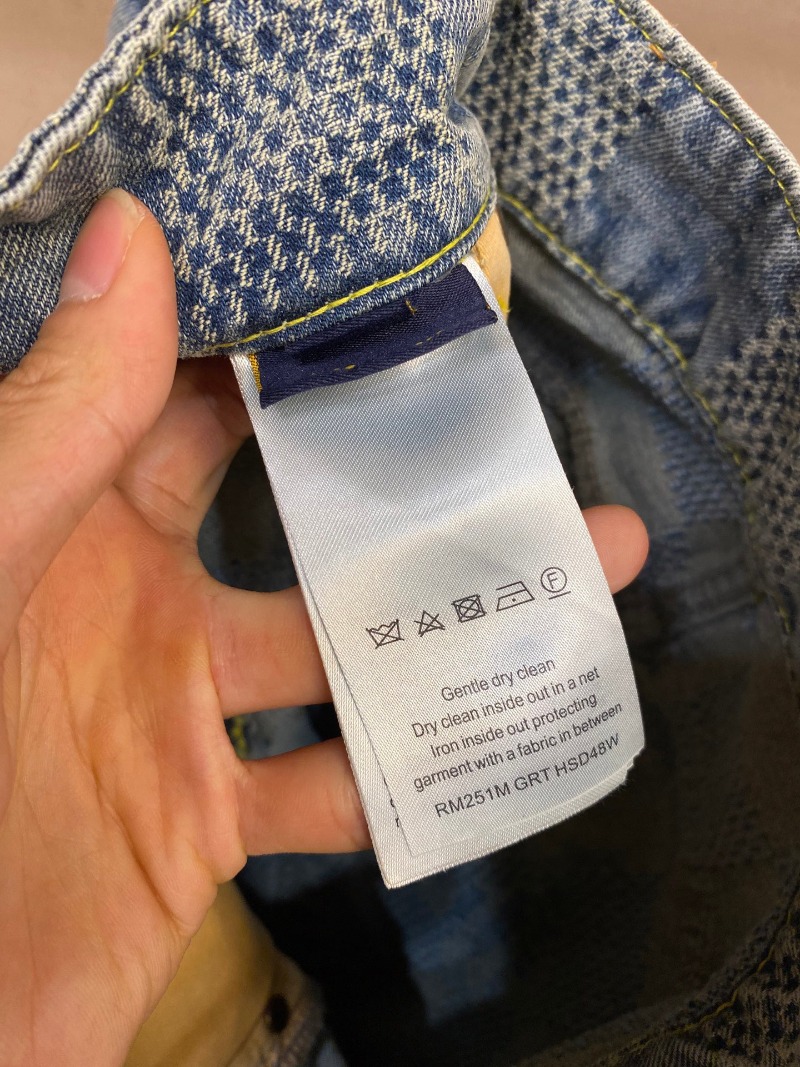 F
Gentle dry clean
Dry clean inside out in a net
Iron inside out protecting
garment with a fabric in between
RM251M GRT HSD48W